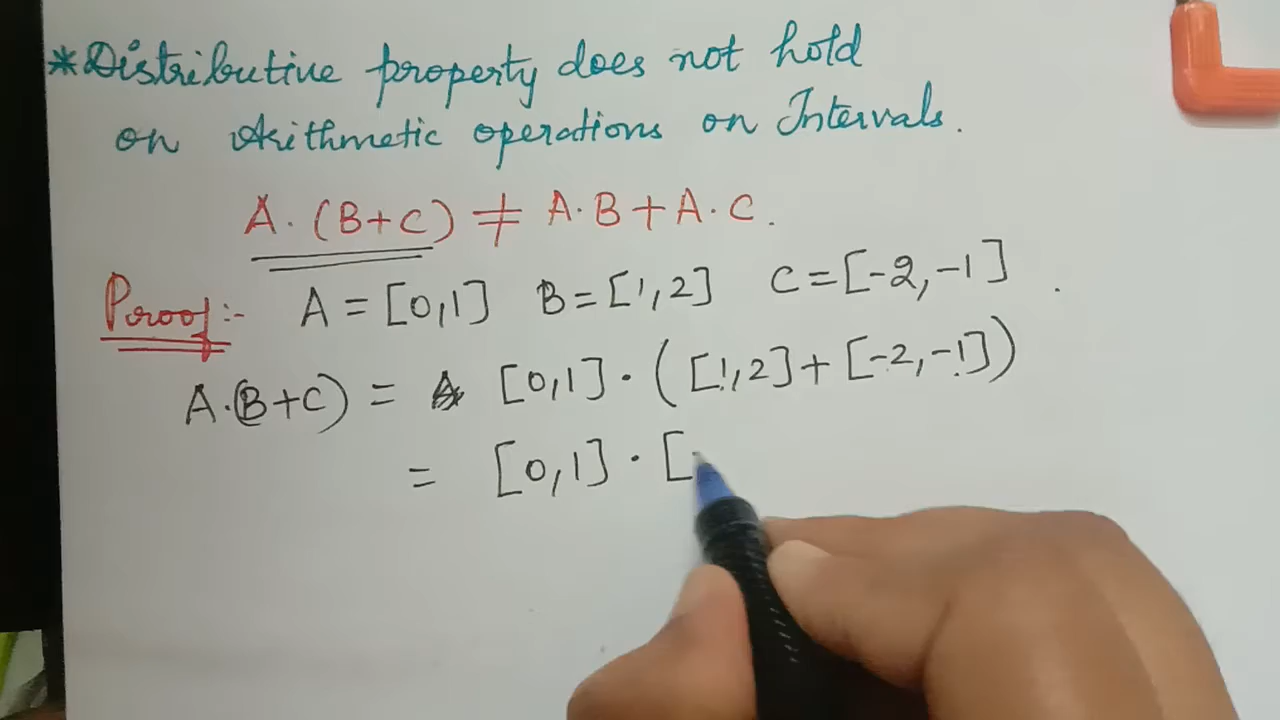 *Distributive property does not hold
on Arithmetic operations on Intervals.
A·(B+C) ≠ A·B+A·C.
Proof:- A=[0,1] B=[1,2] C=[-2,-1].
A·(B+C) = A [0,1]·([1,2]+[-2,-1])
= [0,1]·[